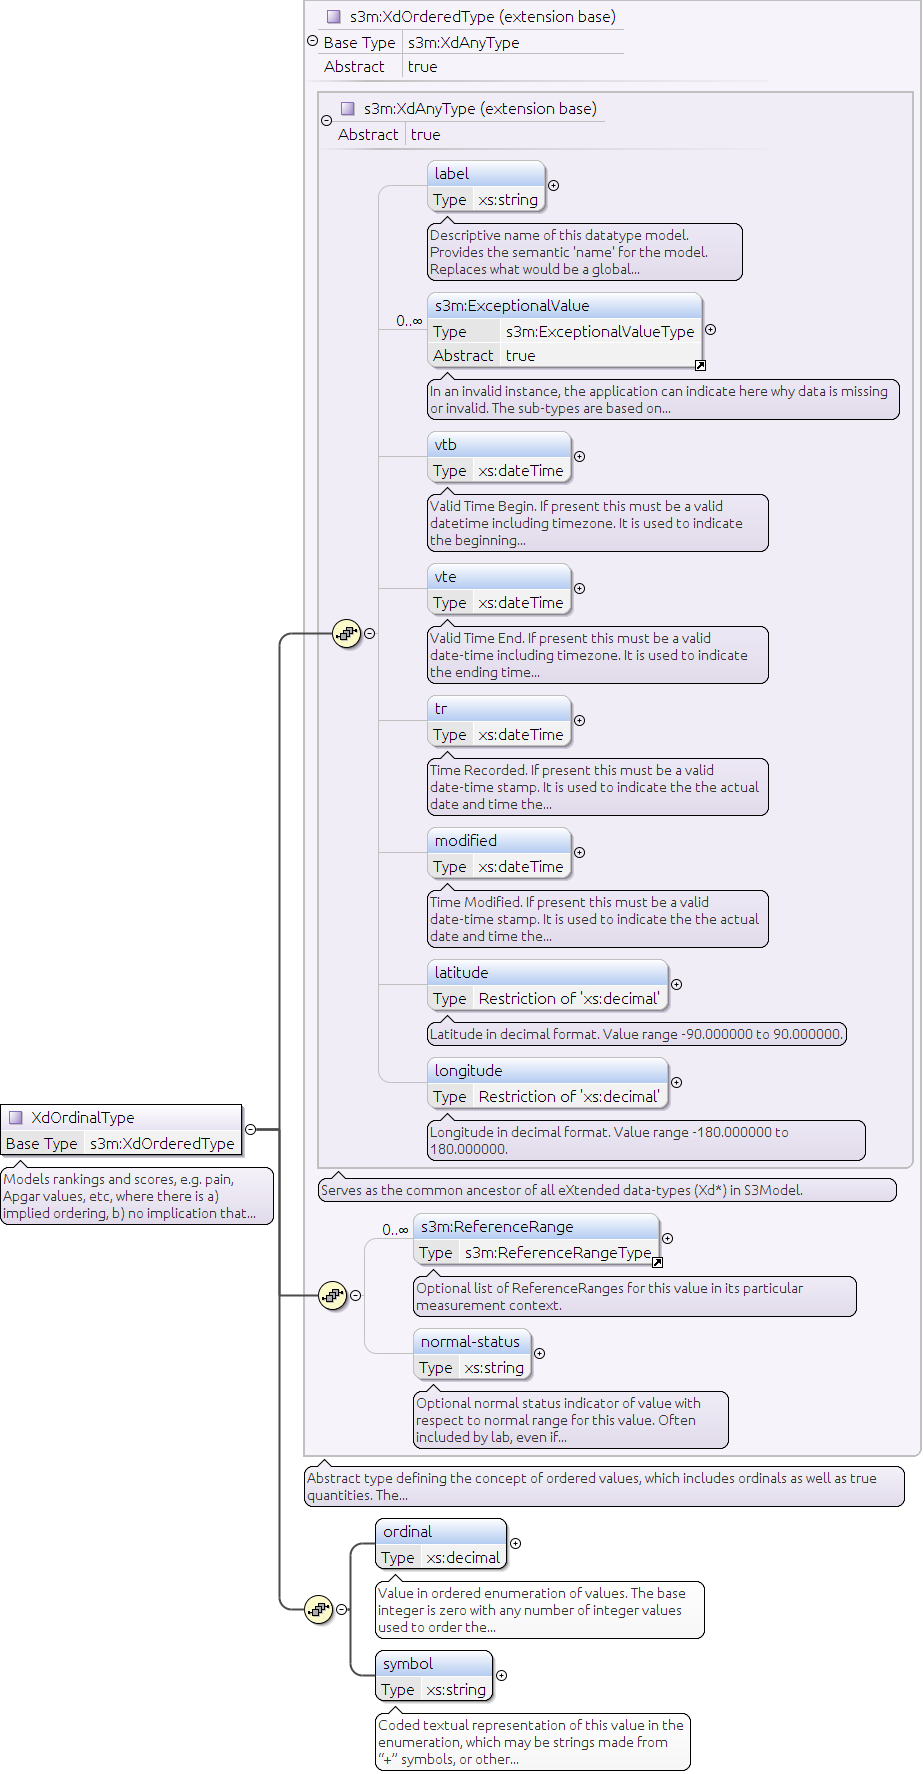 s3m:XdOrderedType (extension base)
Base Type s3m:XdAnyType
Abstract true
s3m:XdAnyType (extension base)
Abstract true
label
Type xs:string
Descriptive name of this datatype model.
Provides the semantic 'name' for the model.
Replaces what would be a global...
0..∞
s3m:ExceptionalValue
Type s3m:ExceptionalValueType
Abstract true
In an invalid instance, the application can indicate here why data is missing
or invalid. The sub-types are based on...
vtb
Type xs:dateTime
Valid Time Begin. If present this must be a valid
datetime including timezone. It is used to indicate
the beginning...
vte
Type xs:dateTime
Valid Time End. If present this must be a valid
date-time including timezone. It is used to indicate
the ending time...
tr
Type xs:dateTime
Time Recorded. If present this must be a valid
date-time stamp. It is used to indicate the the actual
date and time the...
modified
Type xs:dateTime
Time Modified. If present this must be a valid
date-time stamp. It is used to indicate the the actual
date and time the...
latitude
Type Restriction of 'xs:decimal'
Latitude in decimal format. Value range -90.000000 to 90.000000.
longitude
Type Restriction of 'xs:decimal'
Longitude in decimal format. Value range -180.000000 to
180.000000.
XdOrdinalType
Base Type s3m:XdOrderedType
Models rankings and scores, e.g. pain,
Apgar values, etc, where there is a)
implied ordering, b) no implication that...
Serves as the common ancestor of all eXtended data-types (Xd*) in S3Model.
0..∞
s3m:ReferenceRange
Type s3m:ReferenceRangeType
Optional list of ReferenceRanges for this value in its particular
measurement context.
normal-status
Type xs:string
Optional normal status indicator of value with
respect to normal range for this value. Often
included by lab, even if...
Abstract type defining the concept of ordered values, which includes ordinals as well as true
quantities. The...
ordinal
Type xs:decimal
Value in ordered enumeration of values. The base
integer is zero with any number of integer values
used to order the...
symbol
Type xs:string
Coded textual representation of this value in the
enumeration, which may be strings made from
“+” symbols, or other...